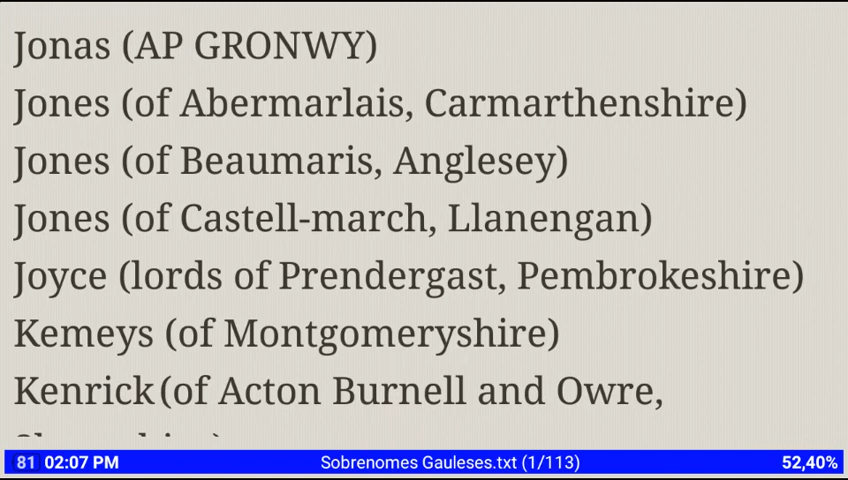 Jonas (AP GRONWY)
Jones (of Abermarlais, Carmarthenshire)
Jones (of Beaumaris, Anglesey)
Jones (of Castell-march, Llanengan)
Joyce (lords of Prendergast, Pembrokeshire)
Kemeys (of Montgomeryshire)
Kenrick (of Acton Burnell and Owre,
81 02:07 PM Sobrenomes Gauleses.txt (1/113) 52,40%